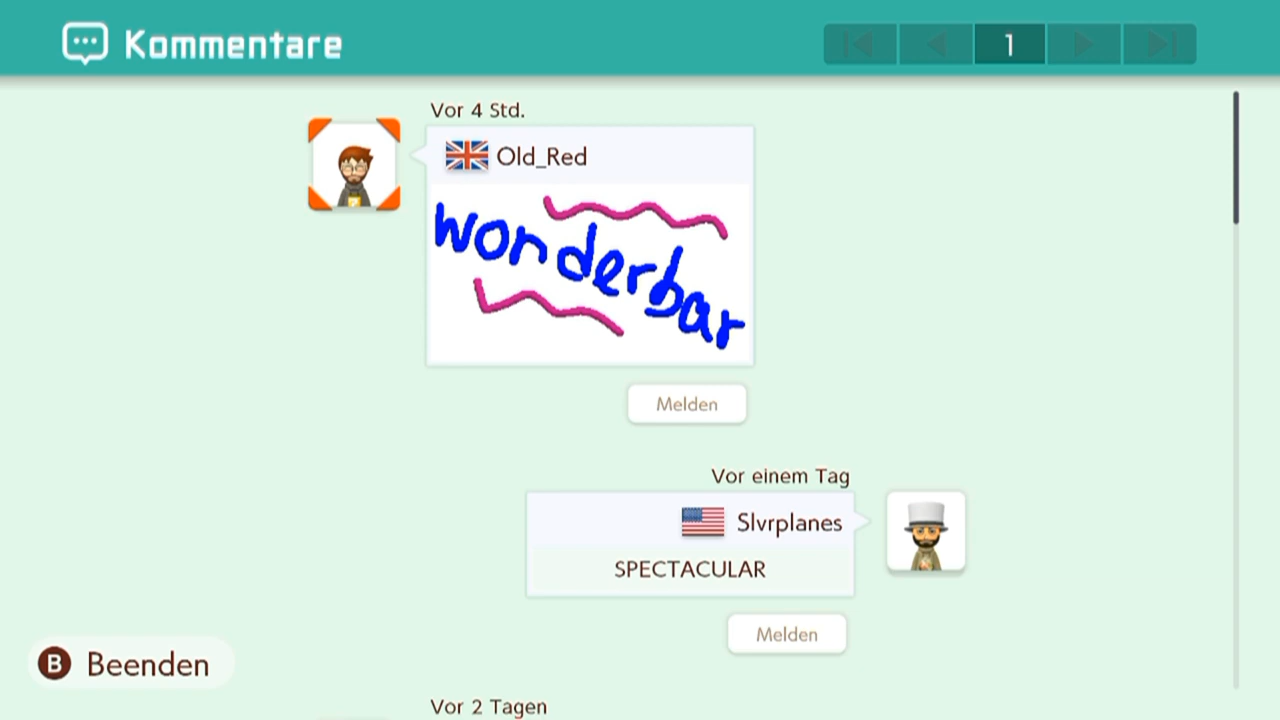 Kommentare
1
Vor 4 Std.
Old_Red
wonderbar
Melden
Vor einem Tag
Slvrplanes
SPECTACULAR
Melden
B Beenden
Vor 2 Tagen